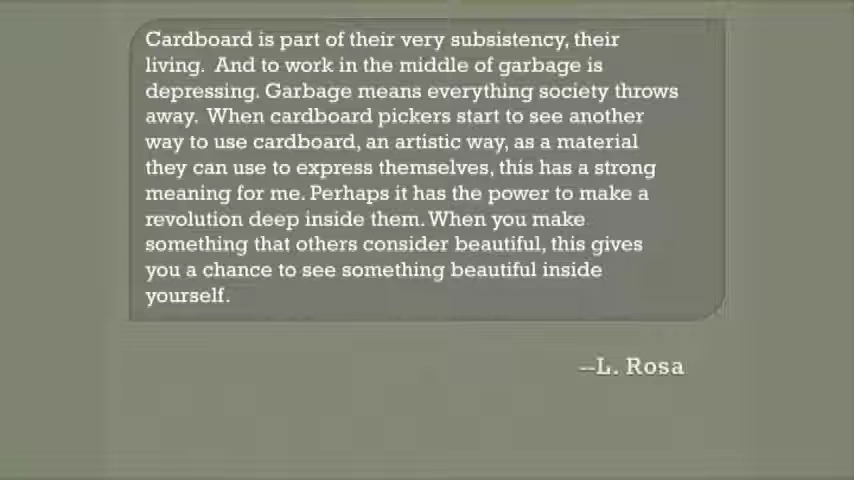 Cardboard is part of their very subsistency, their
living.  And to work in the middle of garbage is
depressing. Garbage means everything society throws
away.  When cardboard pickers start to see another
way to use cardboard, an artistic way, as a material
they can use to express themselves, this has a strong
meaning for me. Perhaps it has the power to make a
revolution deep inside them. When you make
something that others consider beautiful, this gives
you a chance to see something beautiful inside
yourself.
--L. Rosa